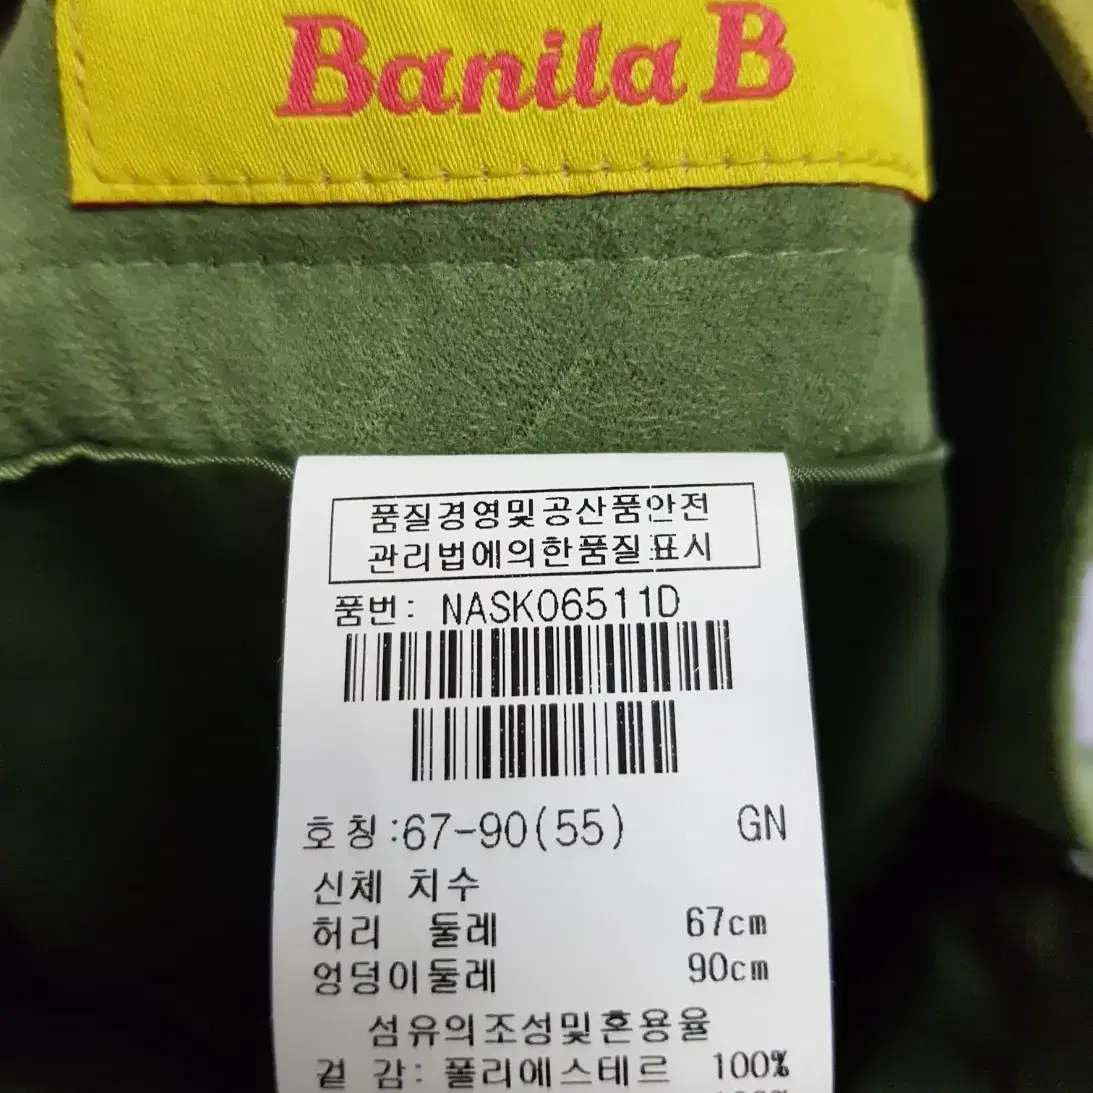 Banila B
품질경영및공산품안전
관리법에의한품질표시
품번: NASK06511D
호칭:67-90(55) GN
신체 치수
허리 둘레 67cm
엉덩이둘레 90cm
섬유의조성및혼용율
겉 감: 폴리에스테르 100%